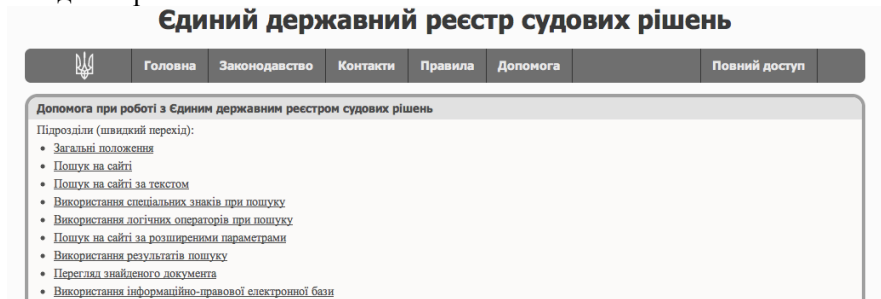 Єдиний державний реєстр судових рішень
Головна Законодавство Контакти Правила Допомога Повний доступ
Допомога при роботі з Єдиним державним реєстром судових рішень
Підрозділи (швидкий перехід):
Загальні положення
Пошук на сайті
Пошук на сайті за текстом
Використання спеціальних знаків при пошуку
Використання логічних операторів при пошуку
Пошук на сайті за розширеними параметрами
Використання результатів пошуку
Перегляд знайденого документа
Використання інформаційно-правової електронної бази